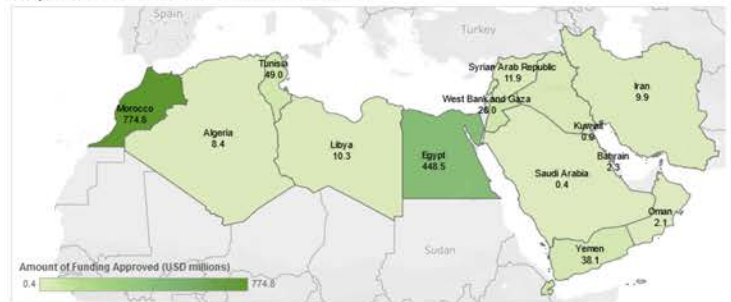 Spain
Turkey
Tunisia
49.0
Syrian Arab Republic
11.9
Iran
9.9
West Bank and Gaza
26.0
Morocco
774.8
Algeria
8.4
Libya
10.3
Egypt
448.5
Kuwait
0.9
Bahrain
2.3
Saudi Arabia
0.4
Oman
2.1
Yemen
38.1
Sudan
Amount of Funding Approved (USD millions)
0.4
774.8